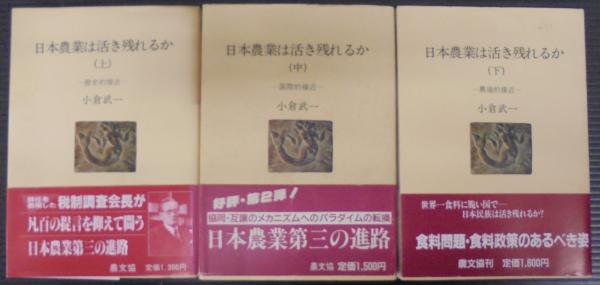 日本農業は活き残れるか
(上)
—歴史的接近—
小倉武一
税制調査会長が
凡百の提言を抑えて問う
日本農業第三の進路
農文協 定価1,300円
日本農業は活き残れるか
(中)
—国際的接近—
小倉武一
好評・第2弾!
協同・互譲のメカニズムへのパラダイムの転換
日本農業第三の進路
農文協 定価1,500円
日本農業は活き残れるか
(下)
小倉武一
世界一食料に脆い国で—
日本民族は活き残れるか?
食料問題・食料政策のあるべき姿
農文協刊 定価1,600円